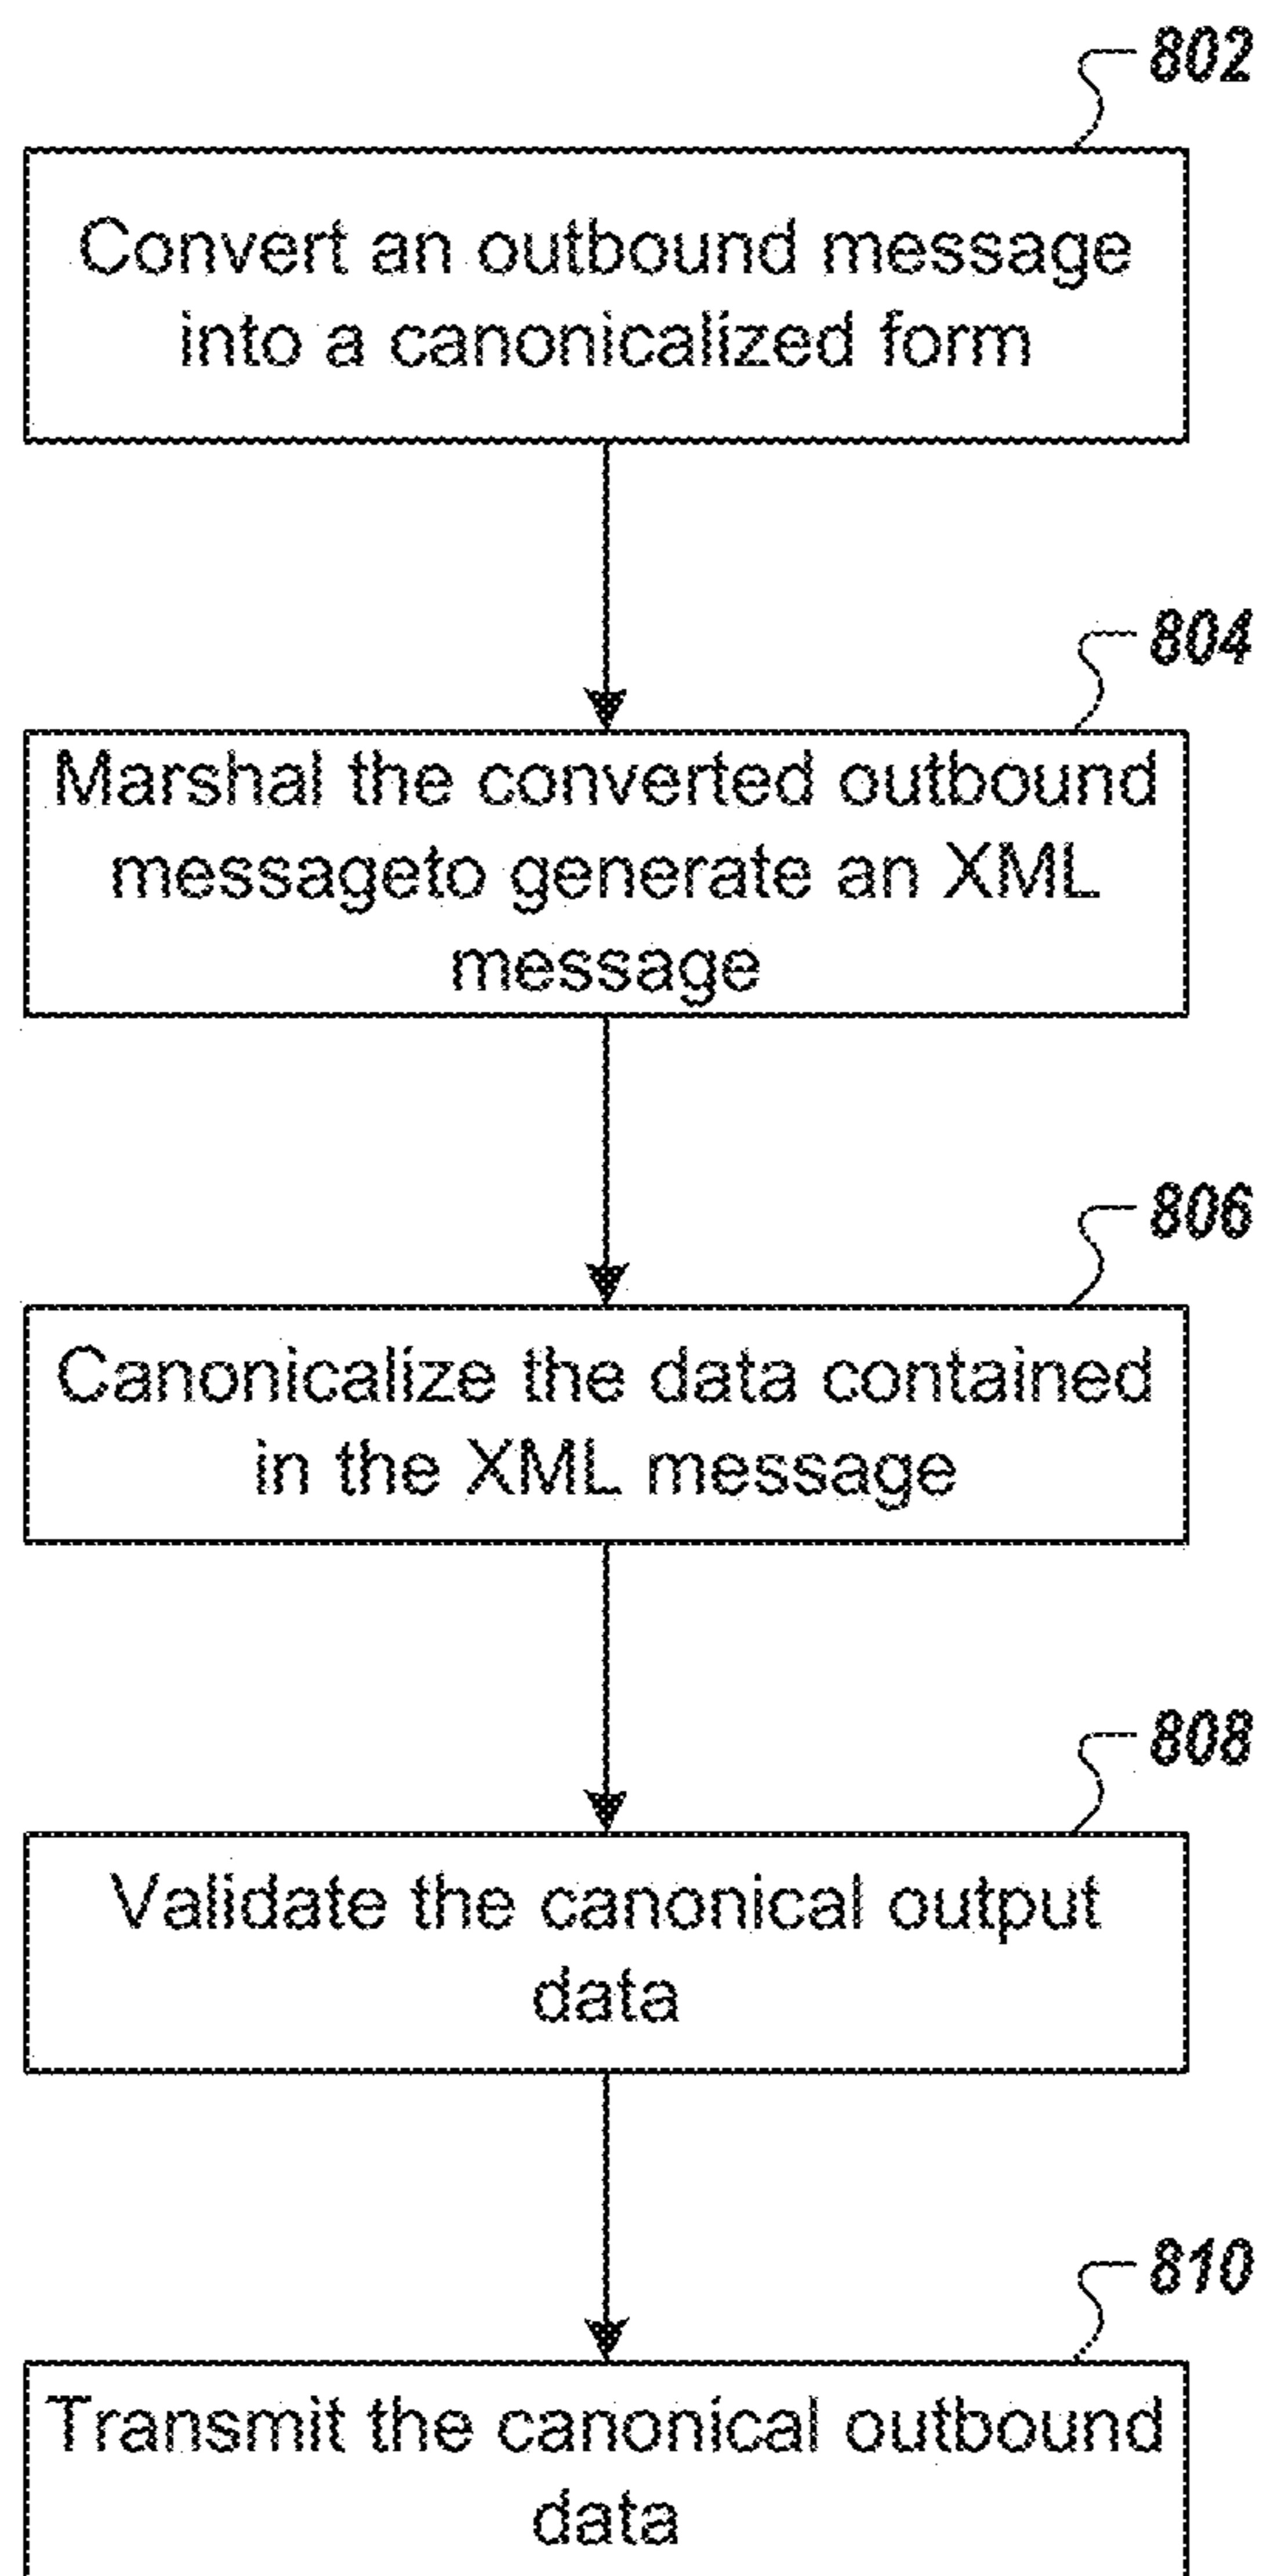 802
Convert an outbound message
into a canonicalized form
804
Marshal the converted outbound
messageto generate an XML
message
806
Canonicalize the data contained
in the XML message
808
Validate the canonical output
data
810
Transmit the canonical outbound
data